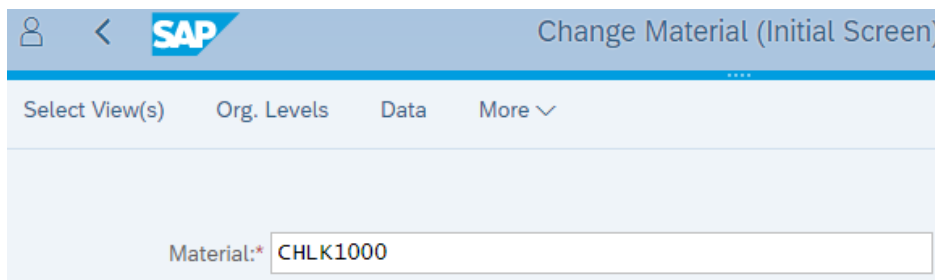 SAP Change Material (Initial Screen)
Select View(s) Org. Levels Data More
Material:* CHLK1000